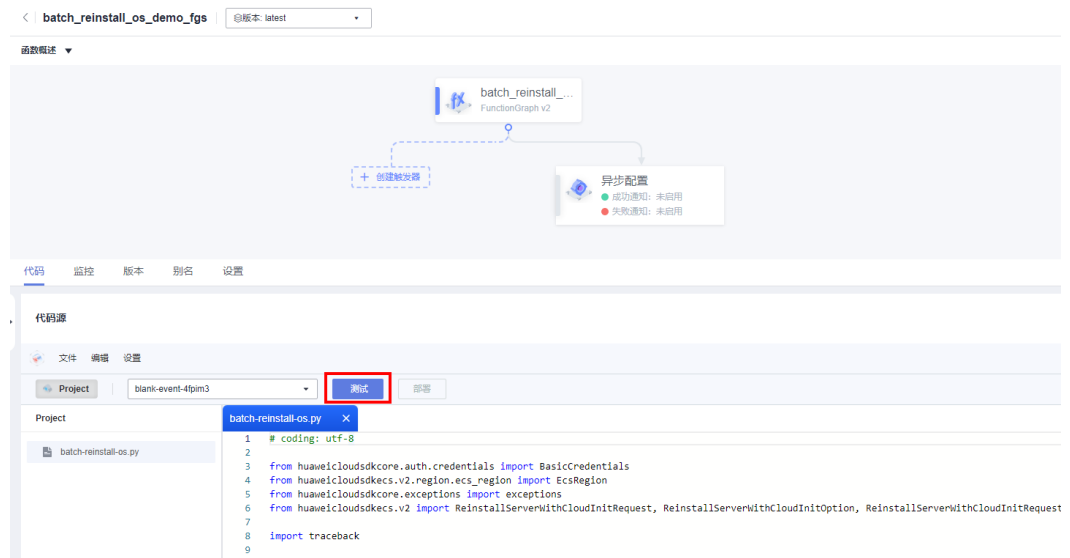 batch_reinstall_os_demo_fgs
版本: latest
函数概述
batch_reinstall_...
FunctionGraph v2
创建触发器
异步配置
成功通知: 未启用
失败通知: 未启用
代码 监控 版本 别名 设置
代码源
文件 编辑 设置
Project blank-event-4fpim3 测试 部署
Project batch-reinstall-os.py
batch-reinstall-os.py
1 # coding: utf-8
2
3 from huaweicloudsdkcore.auth.credentials import BasicCredentials
4 from huaweicloudsdkecs.v2.region.ecs_region import EcsRegion
5 from huaweicloudsdkcore.exceptions import exceptions
6 from huaweicloudsdkecs.v2 import ReinstallServerWithCloudInitRequest, ReinstallServerWithCloudInitOption, ReinstallServerWithCloudInitRequest
7
8 import traceback
9